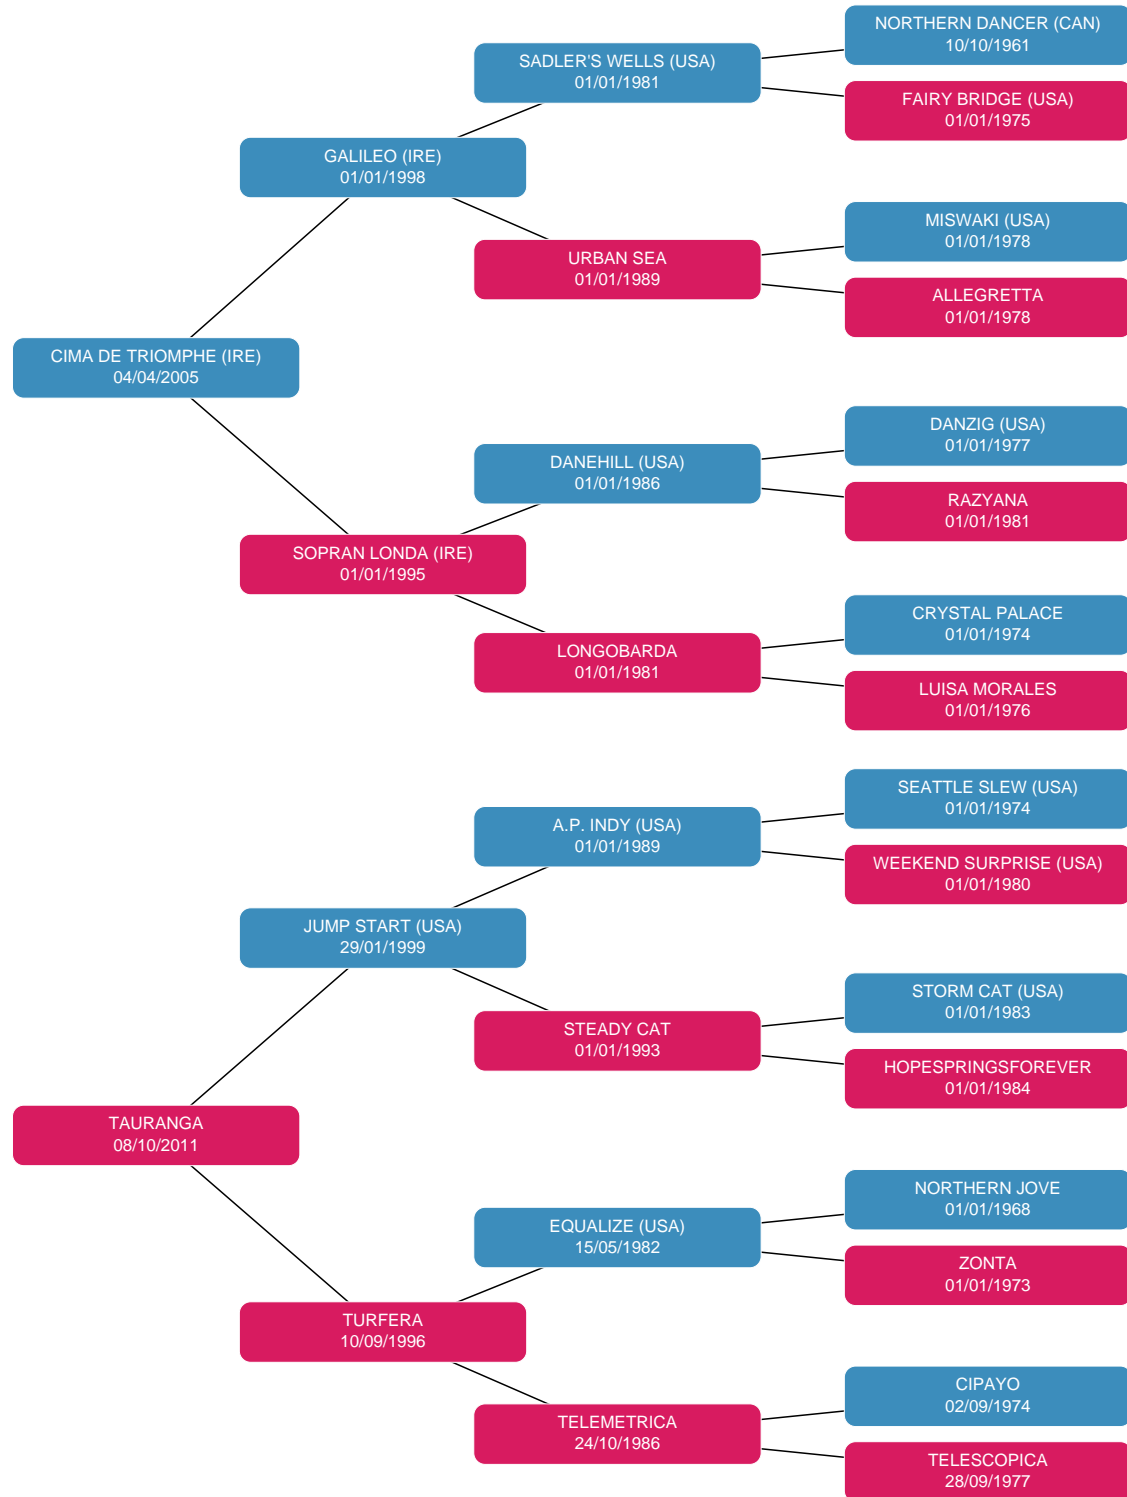 NORTHERN DANCER (CAN)
10/10/1961
SADLER'S WELLS (USA)
01/01/1981
FAIRY BRIDGE (USA)
01/01/1975
GALILEO (IRE)
01/01/1998
MISWAKI (USA)
01/01/1978
URBAN SEA
01/01/1989
ALLEGRETTA
01/01/1978
CIMA DE TRIOMPHE (IRE)
04/04/2005
DANZIG (USA)
01/01/1977
DANEHILL (USA)
01/01/1986
RAZYANA
01/01/1981
SOPRAN LONDA (IRE)
01/01/1995
CRYSTAL PALACE
01/01/1974
LONGOBARDA
01/01/1981
LUISA MORALES
01/01/1976
SEATTLE SLEW (USA)
01/01/1974
A.P. INDY (USA)
01/01/1989
WEEKEND SURPRISE (USA)
01/01/1980
JUMP START (USA)
29/01/1999
STORM CAT (USA)
01/01/1983
STEADY CAT
01/01/1993
HOPESPRINGSFOREVER
01/01/1984
TAURANGA
08/10/2011
NORTHERN JOVE
01/01/1968
EQUALIZE (USA)
15/05/1982
ZONTA
01/01/1973
TURFERA
10/09/1996
CIPAYO
02/09/1974
TELEMETRICA
24/10/1986
TELESCOPICA
28/09/1977